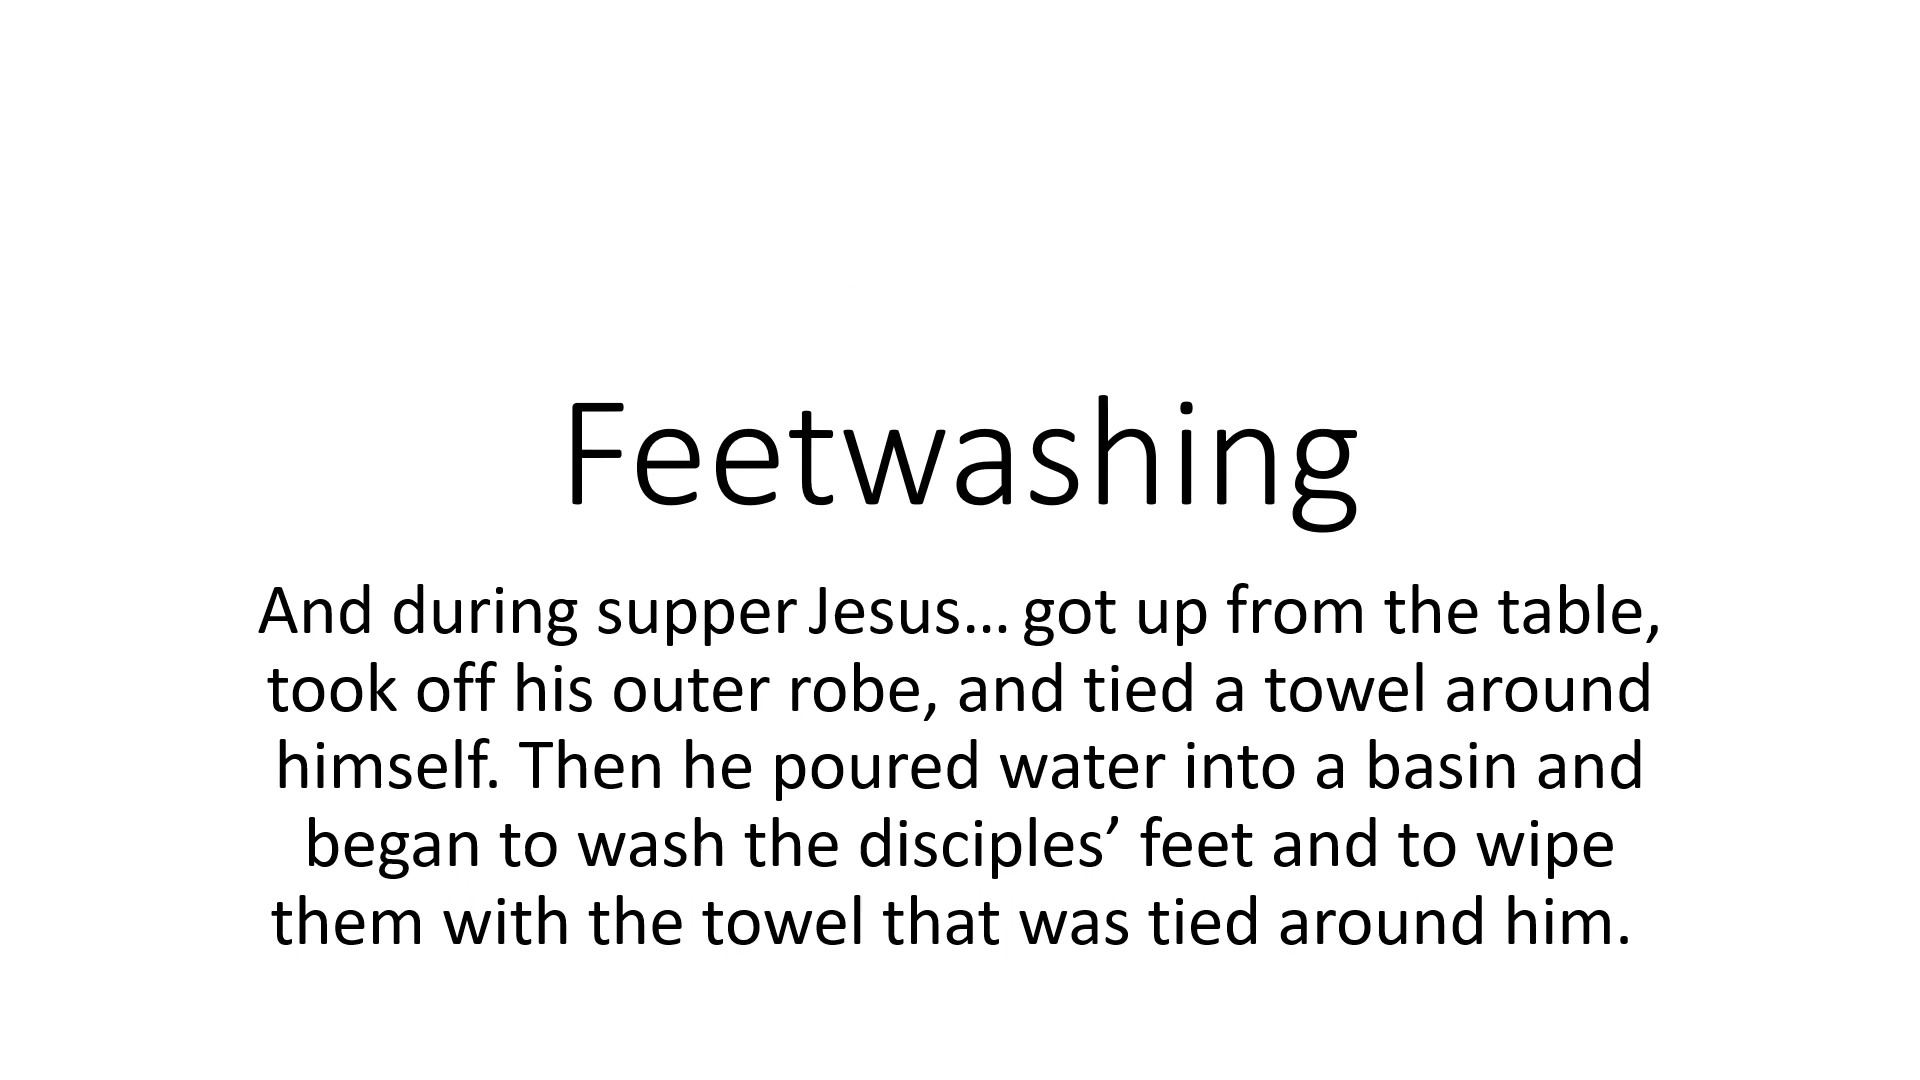 Feetwashing
And during supper Jesus… got up from the table,
took off his outer robe, and tied a towel around
himself. Then he poured water into a basin and
began to wash the disciples’ feet and to wipe
them with the towel that was tied around him.